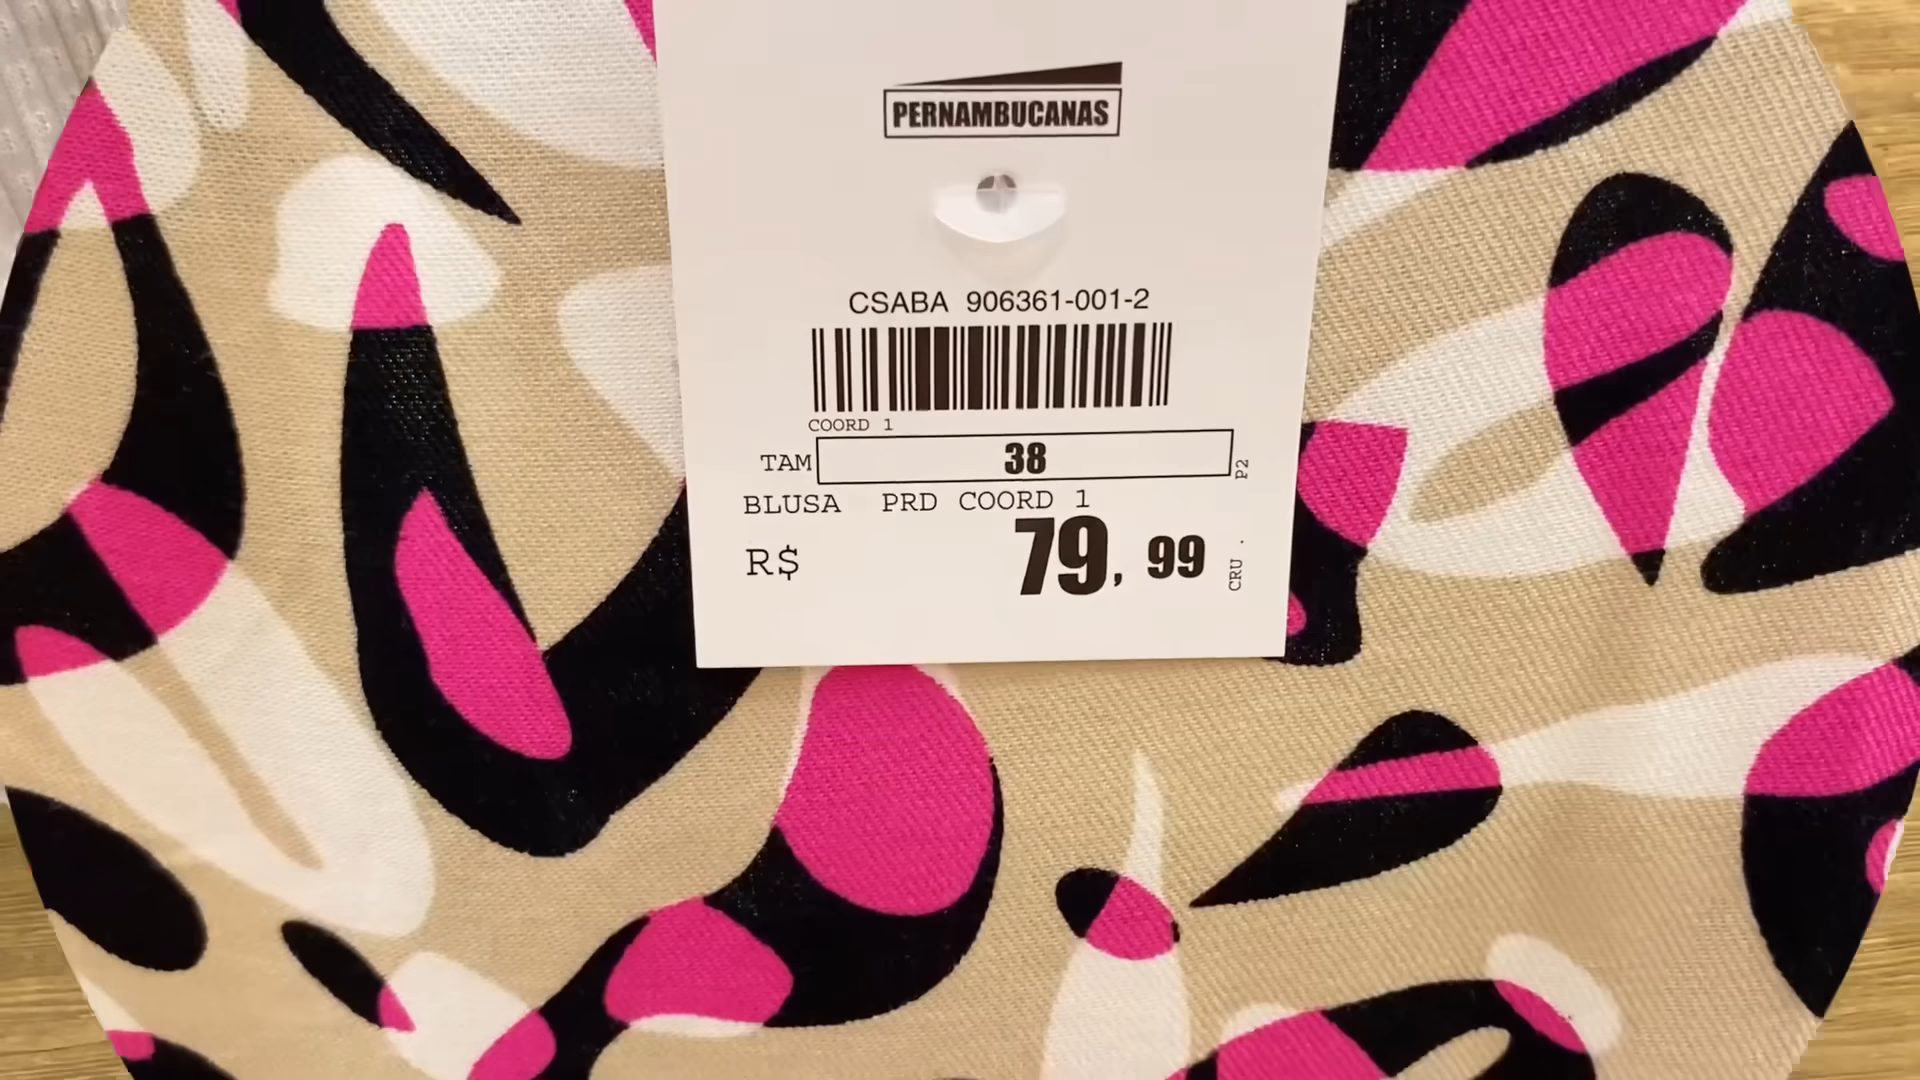 PERNAMBUCANAS
CSABA 906361-001-2
COORD 1
TAM 38 P2
BLUSA PRD COORD 1
R$ 79,99 CRU .